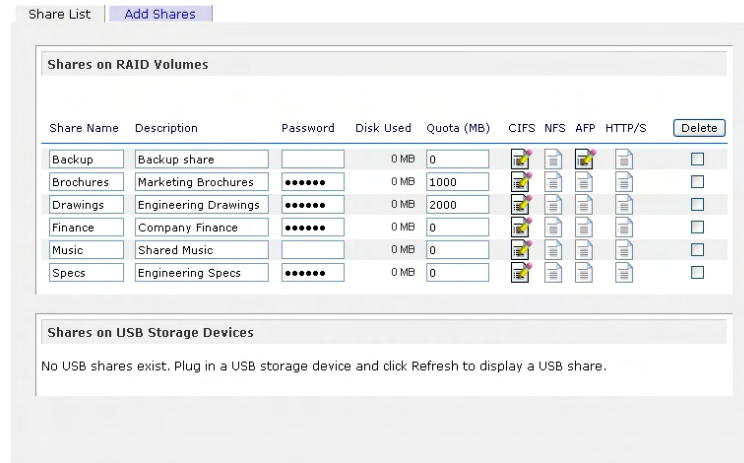 Share List Add Shares
Shares on RAID Volumes
Share Name Description Password Disk Used Quota (MB) CIFS NFS AFP HTTP/S Delete
Backup Backup share 0 MB 0
Brochures Marketing Brochures ●●●●●● 0 MB 1000
Drawings Engineering Drawings ●●●●●● 0 MB 2000
Finance Company Finance ●●●●●● 0 MB 0
Music Shared Music 0 MB 0
Specs Engineering Specs ●●●●●● 0 MB 0
Shares on USB Storage Devices
No USB shares exist. Plug in a USB storage device and click Refresh to display a USB share.